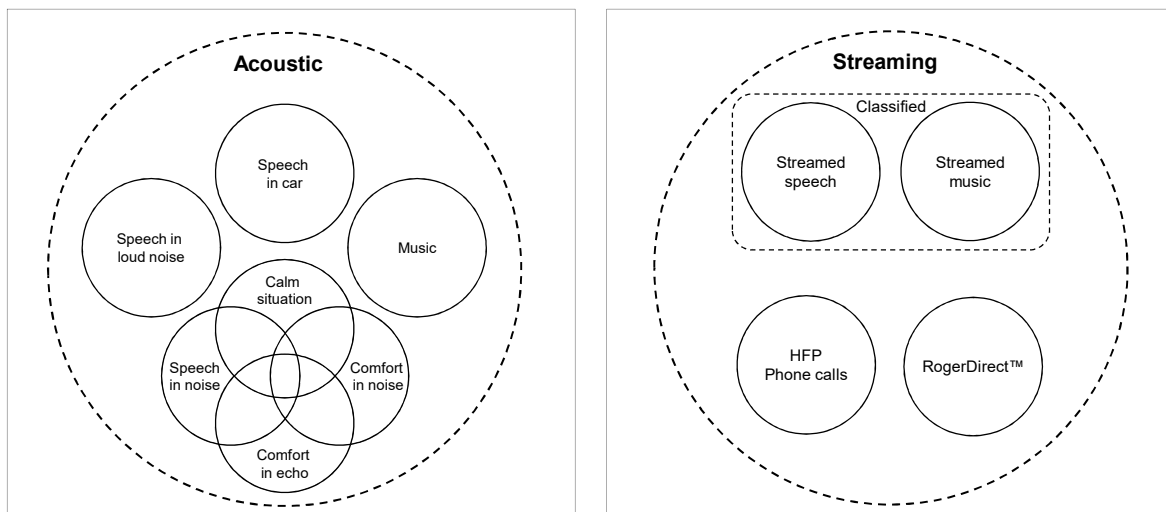 Acoustic
Speech
in car
Speech in
loud noise
Music
Calm
situation
Speech
in noise
Comfort
in noise
Comfort
in echo
Streaming
Classified
Streamed
speech
Streamed
music
HFP
Phone calls
RogerDirect™